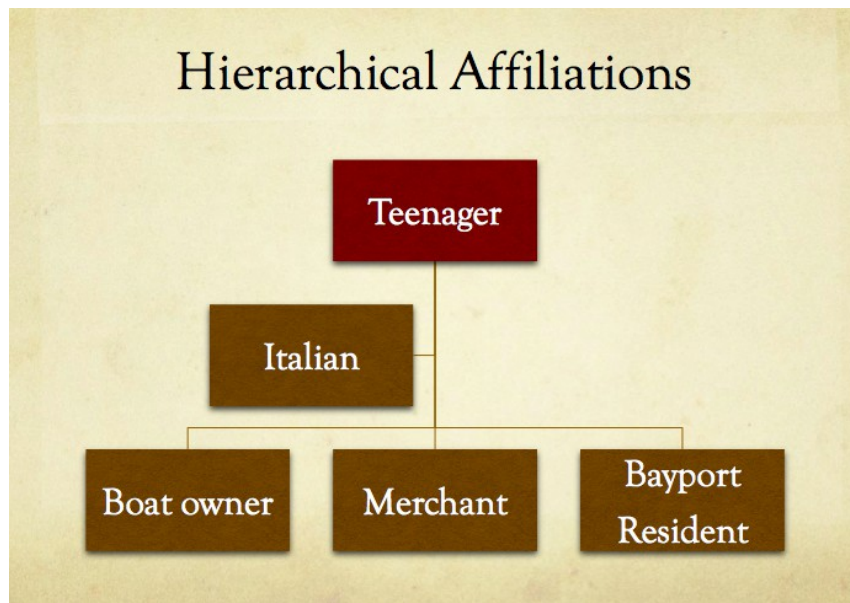 Hierarchical Affiliations
Teenager
Italian
Boat owner
Merchant
Bayport
Resident